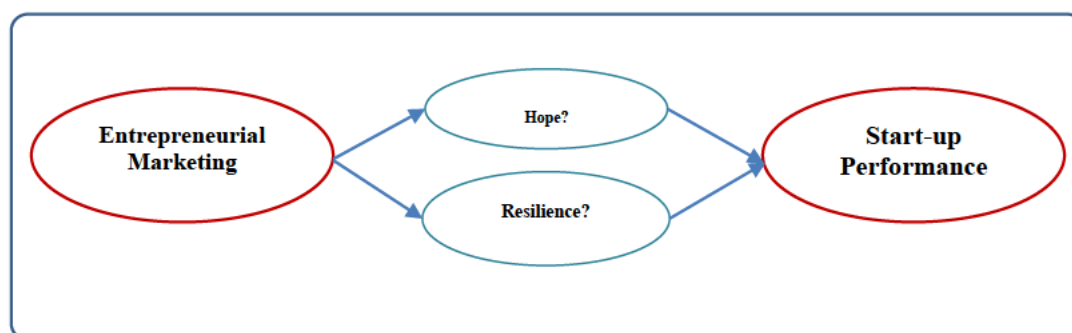 Entrepreneurial
Marketing
Hope?
Resilience?
Start-up
Performance